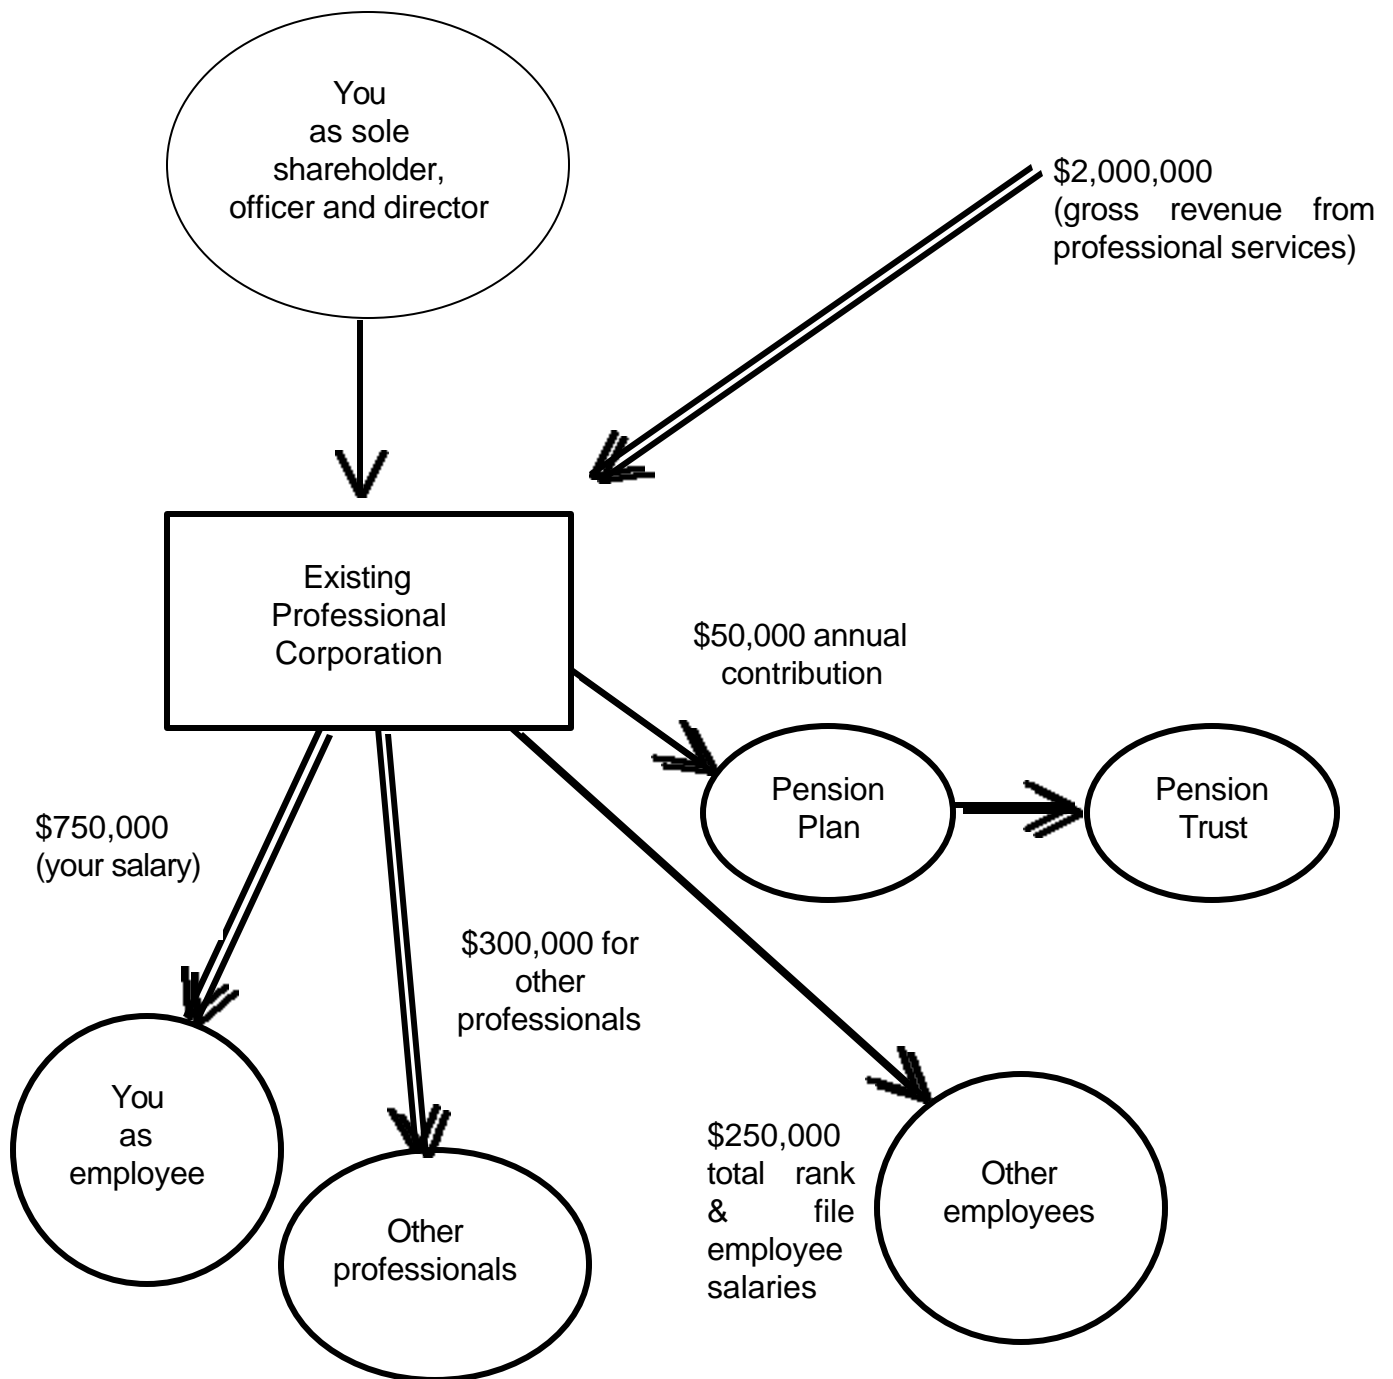 You
as sole
shareholder,
officer and director
$2,000,000
(gross revenue from
professional services)
Existing
Professional
Corporation
$50,000 annual
contribution
Pension
Plan
Pension
Trust
$750,000
(your salary)
$300,000 for
other
professionals
You
as
employee
Other
professionals
$250,000
total rank
& file
employee
salaries
Other
employees